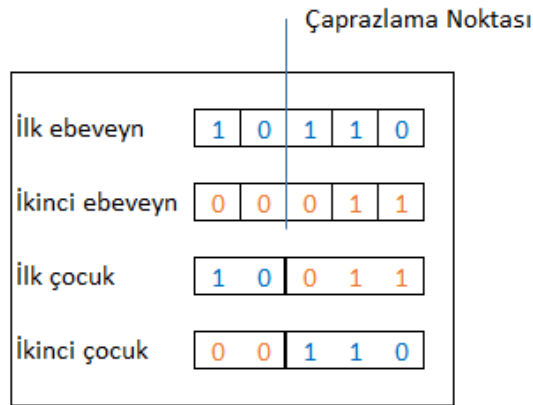 Çaprazlama Noktası
İlk ebeveyn 1 0 1 1 0
İkinci ebeveyn 0 0 0 1 1
İlk çocuk 1 0 0 1 1
İkinci çocuk 0 0 1 1 0